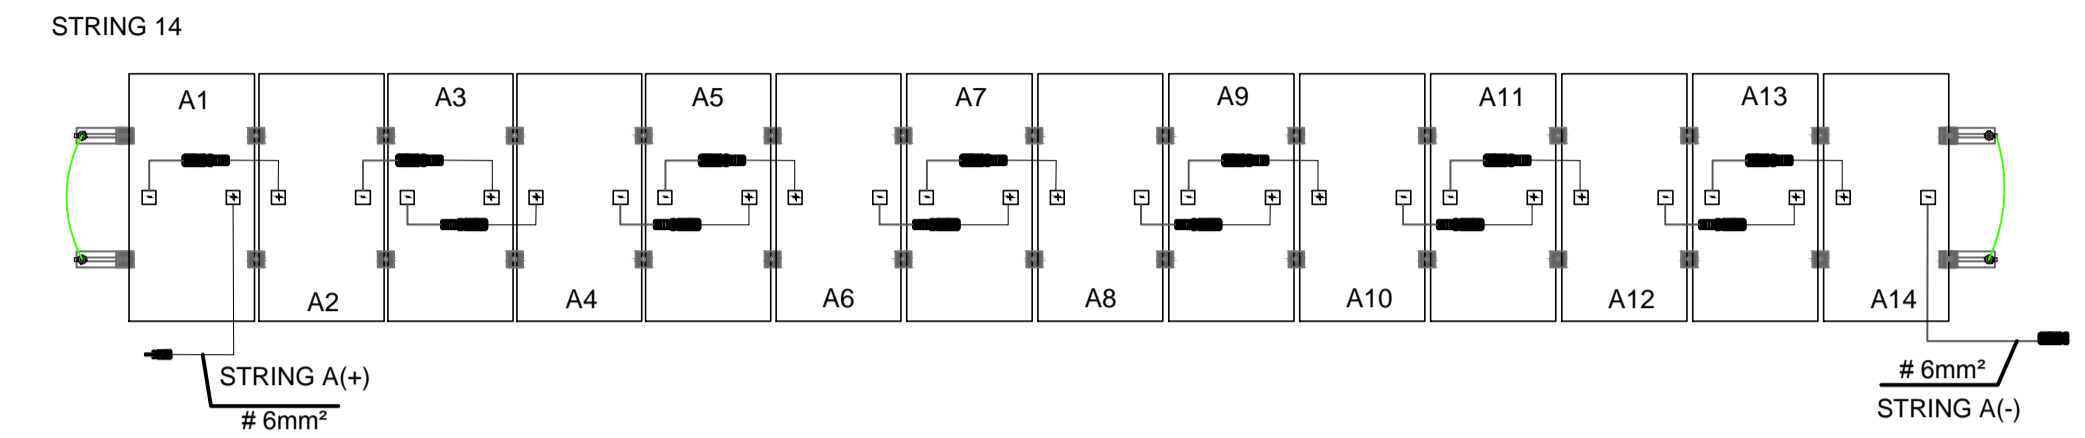 STRING 14
A1
A3
A5
A7
A9
A11
A13
- + + - - + + - - + + - - + + - - + + - - + + - - + + -
A2
A4
A6
A8
A10
A12
A14
STRING A(+)
# 6mm²
# 6mm²
STRING A(-)